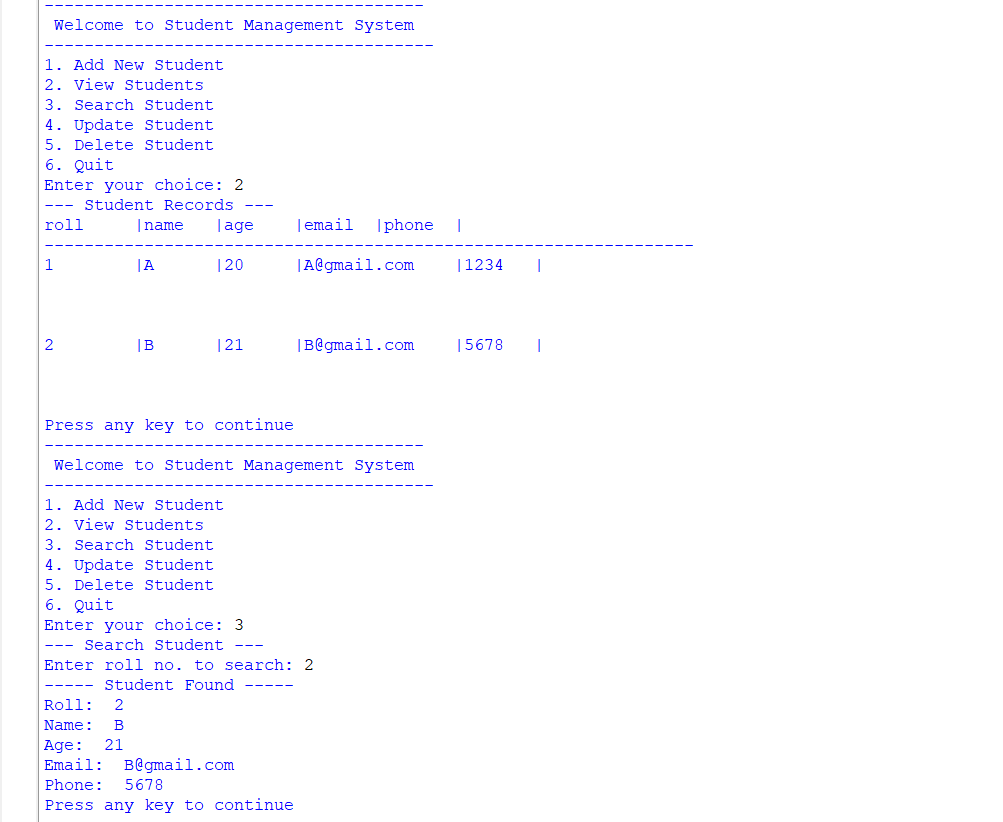 ---------------------------------------
 Welcome to Student Management System
---------------------------------------
1. Add New Student
2. View Students
3. Search Student
4. Update Student
5. Delete Student
6. Quit
Enter your choice: 2
--- Student Records ---
roll     |name   |age    |email  |phone  |
-----------------------------------------------------------------
1        |A      |20     |A@gmail.com    |1234   |
2        |B      |21     |B@gmail.com    |5678   |
Press any key to continue
--------------------------------------
 Welcome to Student Management System
---------------------------------------
1. Add New Student
2. View Students
3. Search Student
4. Update Student
5. Delete Student
6. Quit
Enter your choice: 3
--- Search Student ---
Enter roll no. to search: 2
----- Student Found -----
Roll:  2
Name:  B
Age:  21
Email:  B@gmail.com
Phone:  5678
Press any key to continue